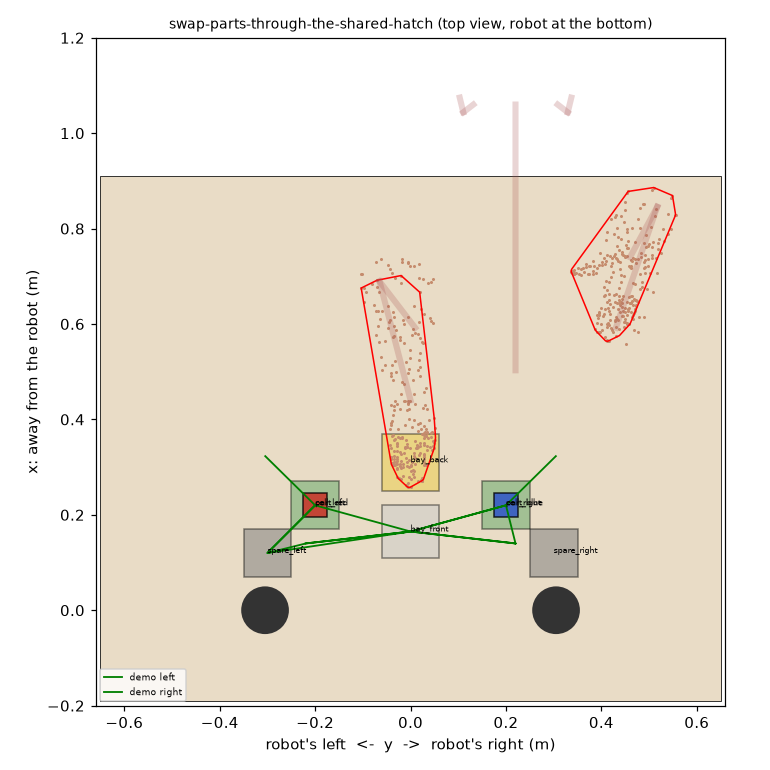 swap-parts-through-the-shared-hatch (top view, robot at the bottom)
x: away from the robot (m)
1.2
1.0
0.8
0.6
0.4
0.2
0.0
−0.2
bay_back
bay_front
spare_left
spare_right
demo left
demo right
−0.6
−0.4
−0.2
0.0
0.2
0.4
0.6
robot's left <- y -> robot's right (m)